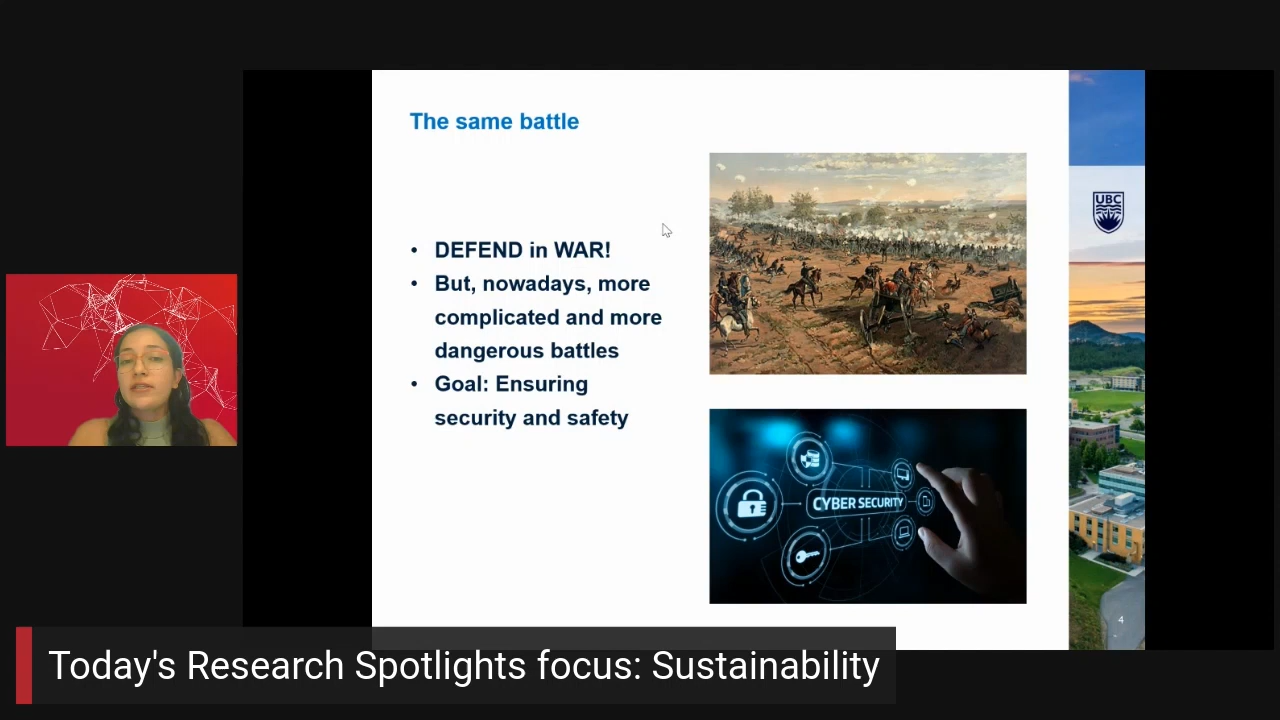 The same battle
• DEFEND in WAR!
• But, nowadays, more
complicated and more
dangerous battles
• Goal: Ensuring
security and safety
CYBER SECURITY
UBC
4
Today's Research Spotlights focus: Sustainability